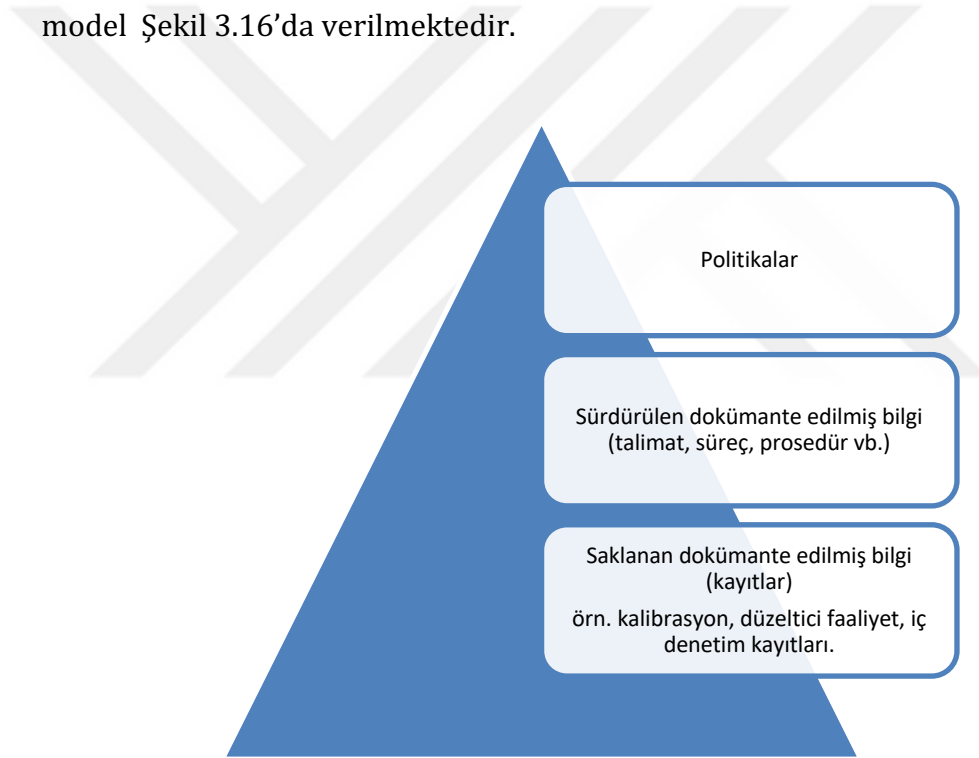 model Şekil 3.16’da verilmektedir.
Politikalar
Sürdürülen dokümante edilmiş bilgi
(talimat, süreç, prosedür vb.)
Saklanan dokümante edilmiş bilgi
(kayıtlar)
örn. kalibrasyon, düzeltici faaliyet, iç
denetim kayıtları.